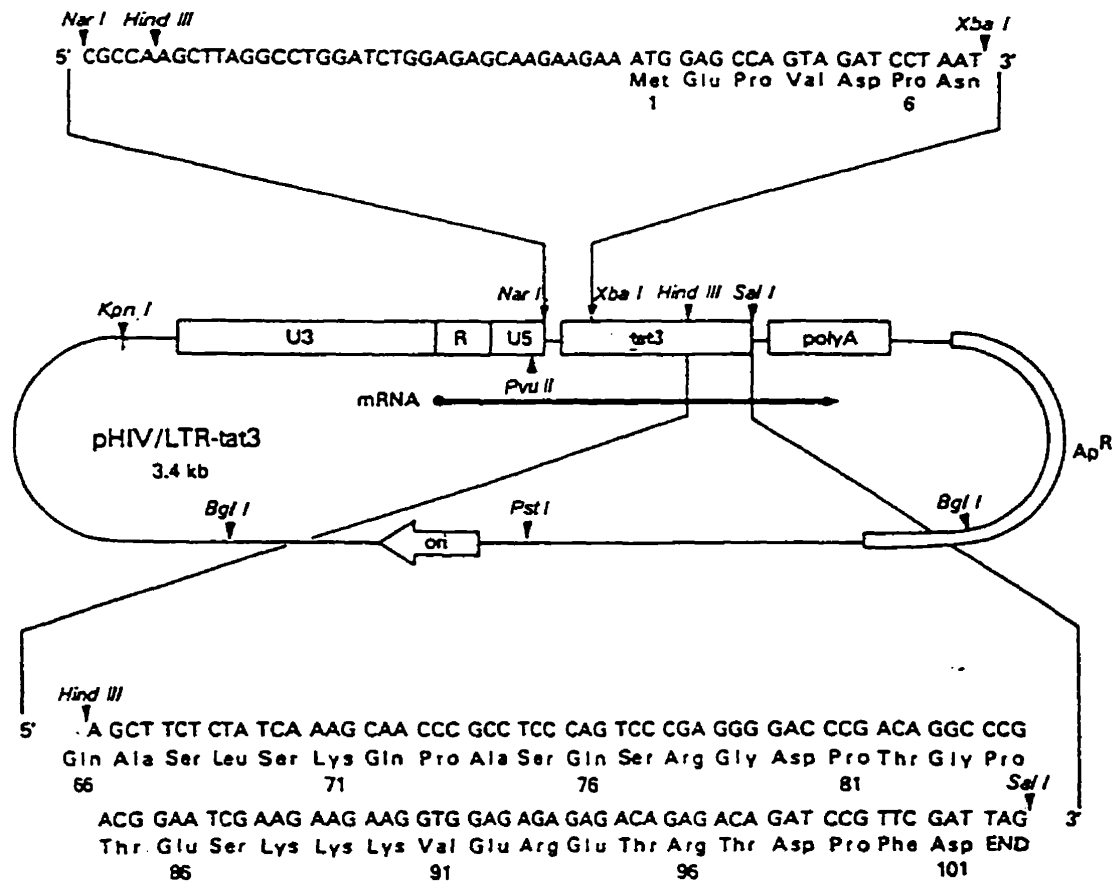 Nar I Hind III Xba I
5' CGCCAAGCTTAGGCCTGGATCTGGAGAGCAAGAAGAA ATG GAG CCA GTA GAT CCT AAT 3'
Met Glu Pro Val Asp Pro Asn
1 6
Kpn I Nar I Xba I Hind III Sal I
U3 R U5 tat3 polyA
Pvu II
mRNA
pHIV/LTR-tat3
3.4 kb
ApR
Bgl I Pst I Bgl I
ori
Hind III
5' A GCT TCT CTA TCA AAG CAA CCC GCC TCC CAG TCC CGA GGG GAC CCG ACA GGC CCG
Gln Ala Ser Leu Ser Lys Gln Pro Ala Ser Gln Ser Arg Gly Asp Pro Thr Gly Pro
66 71 76 81
Sal I
ACG GAA TCG AAG AAG AAG GTG GAG AGA GAG ACA GAG ACA GAT CCG TTC GAT TAG 3'
Thr Glu Ser Lys Lys Lys Val Glu Arg Glu Thr Arg Thr Asp Pro Phe Asp END
86 91 96 101